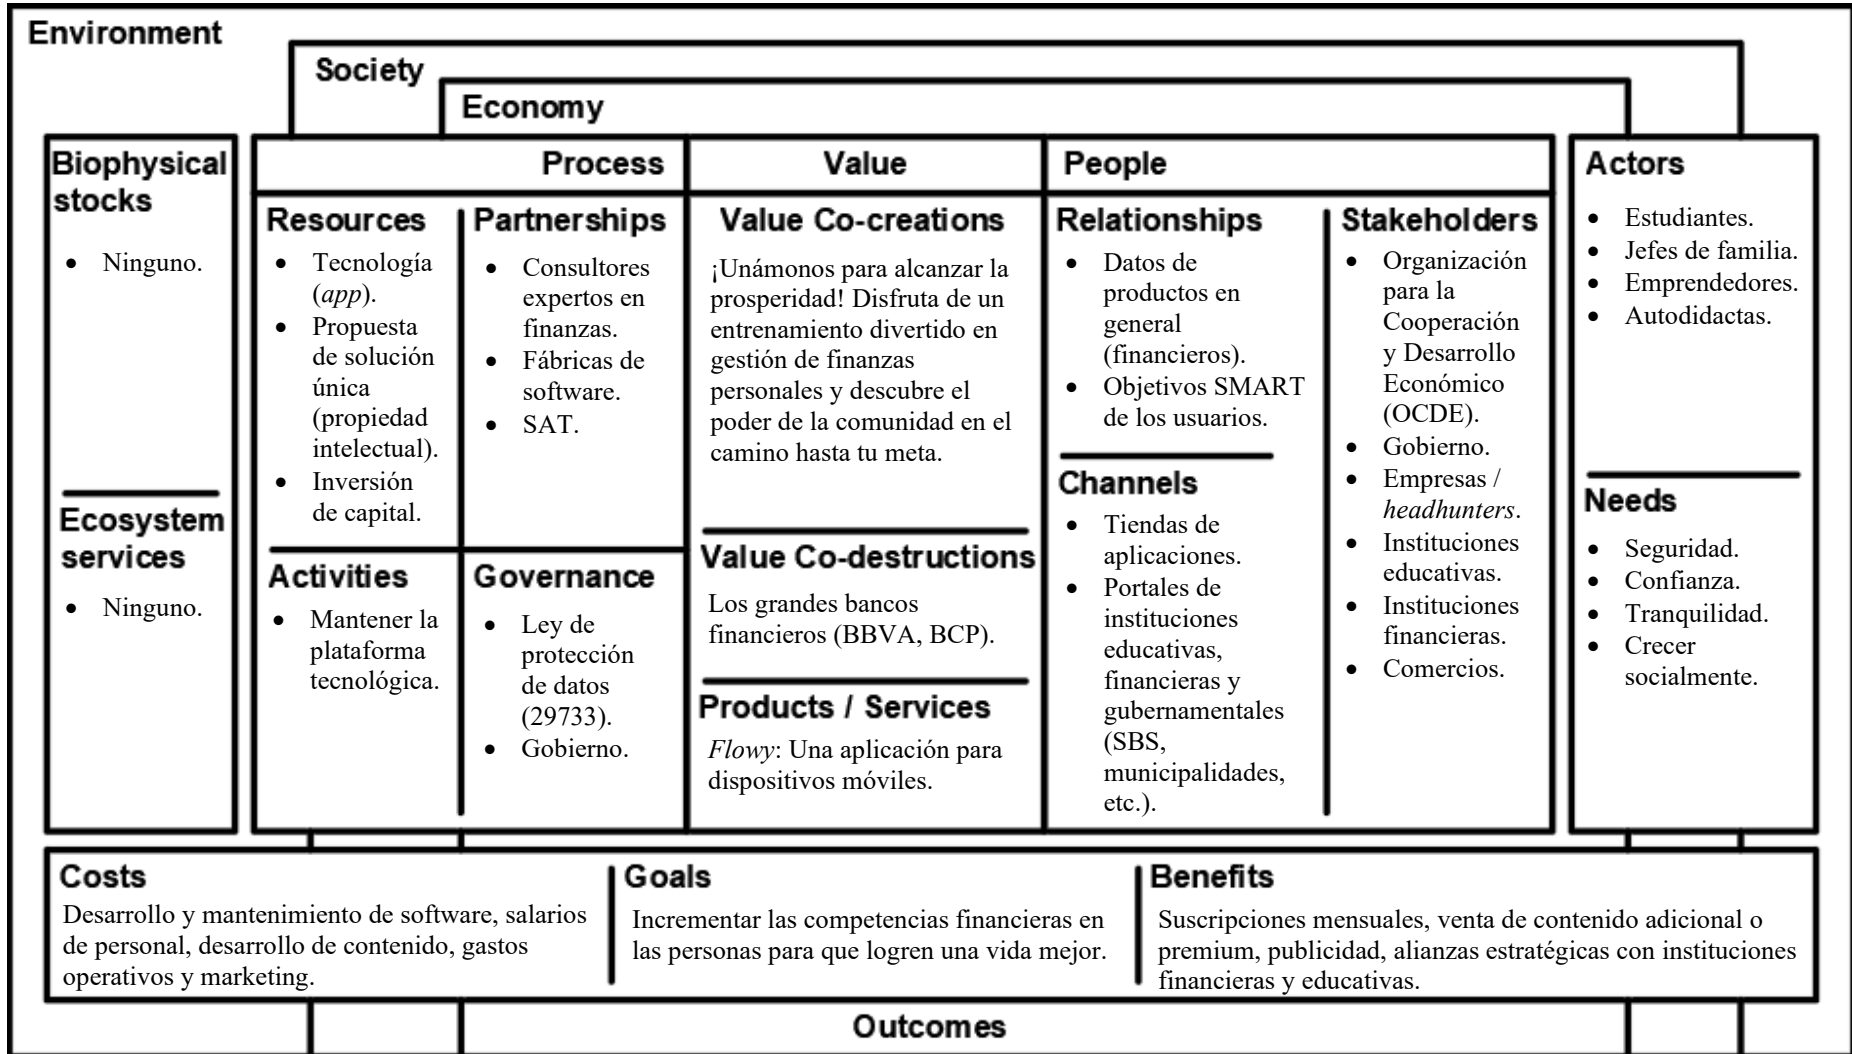 Environment
Society
Economy
Biophysical
stocks
• Ninguno.
Ecosystem
services
• Ninguno.
Process
Value
People
Resources
• Tecnología
(app).
• Propuesta
de solución
única
(propiedad
intelectual).
• Inversión
de capital.
Partnerships
• Consultores
expertos en
finanzas.
• Fábricas de
software.
• SAT.
Activities
• Mantener la
plataforma
tecnológica.
Governance
• Ley de
protección
de datos
(29733).
• Gobierno.
Value Co-creations
¡Unámonos para alcanzar la
prosperidad! Disfruta de un
entrenamiento divertido en
gestión de finanzas
personales y descubre el
poder de la comunidad en el
camino hasta tu meta.
Value Co-destructions
Los grandes bancos
financieros (BBVA, BCP).
Products / Services
Flowy: Una aplicación para
dispositivos móviles.
Relationships
• Datos de
productos en
general
(financieros).
• Objetivos SMART
de los usuarios.
Channels
• Tiendas de
aplicaciones.
• Portales de
instituciones
educativas,
financieras y
gubernamentales
(SBS,
municipalidades,
etc.).
Stakeholders
• Organización
para la
Cooperación
y Desarrollo
Económico
(OCDE).
• Gobierno.
• Empresas /
headhunters.
• Instituciones
educativas.
• Instituciones
financieras.
• Comercios.
Actors
• Estudiantes.
• Jefes de familia.
• Emprendedores.
• Autodidactas.
Needs
• Seguridad.
• Confianza.
• Tranquilidad.
• Crecer
socialmente.
Costs
Desarrollo y mantenimiento de software, salarios
de personal, desarrollo de contenido, gastos
operativos y marketing.
Goals
Incrementar las competencias financieras en
las personas para que logren una vida mejor.
Benefits
Suscripciones mensuales, venta de contenido adicional o
premium, publicidad, alianzas estratégicas con instituciones
financieras y educativas.
Outcomes